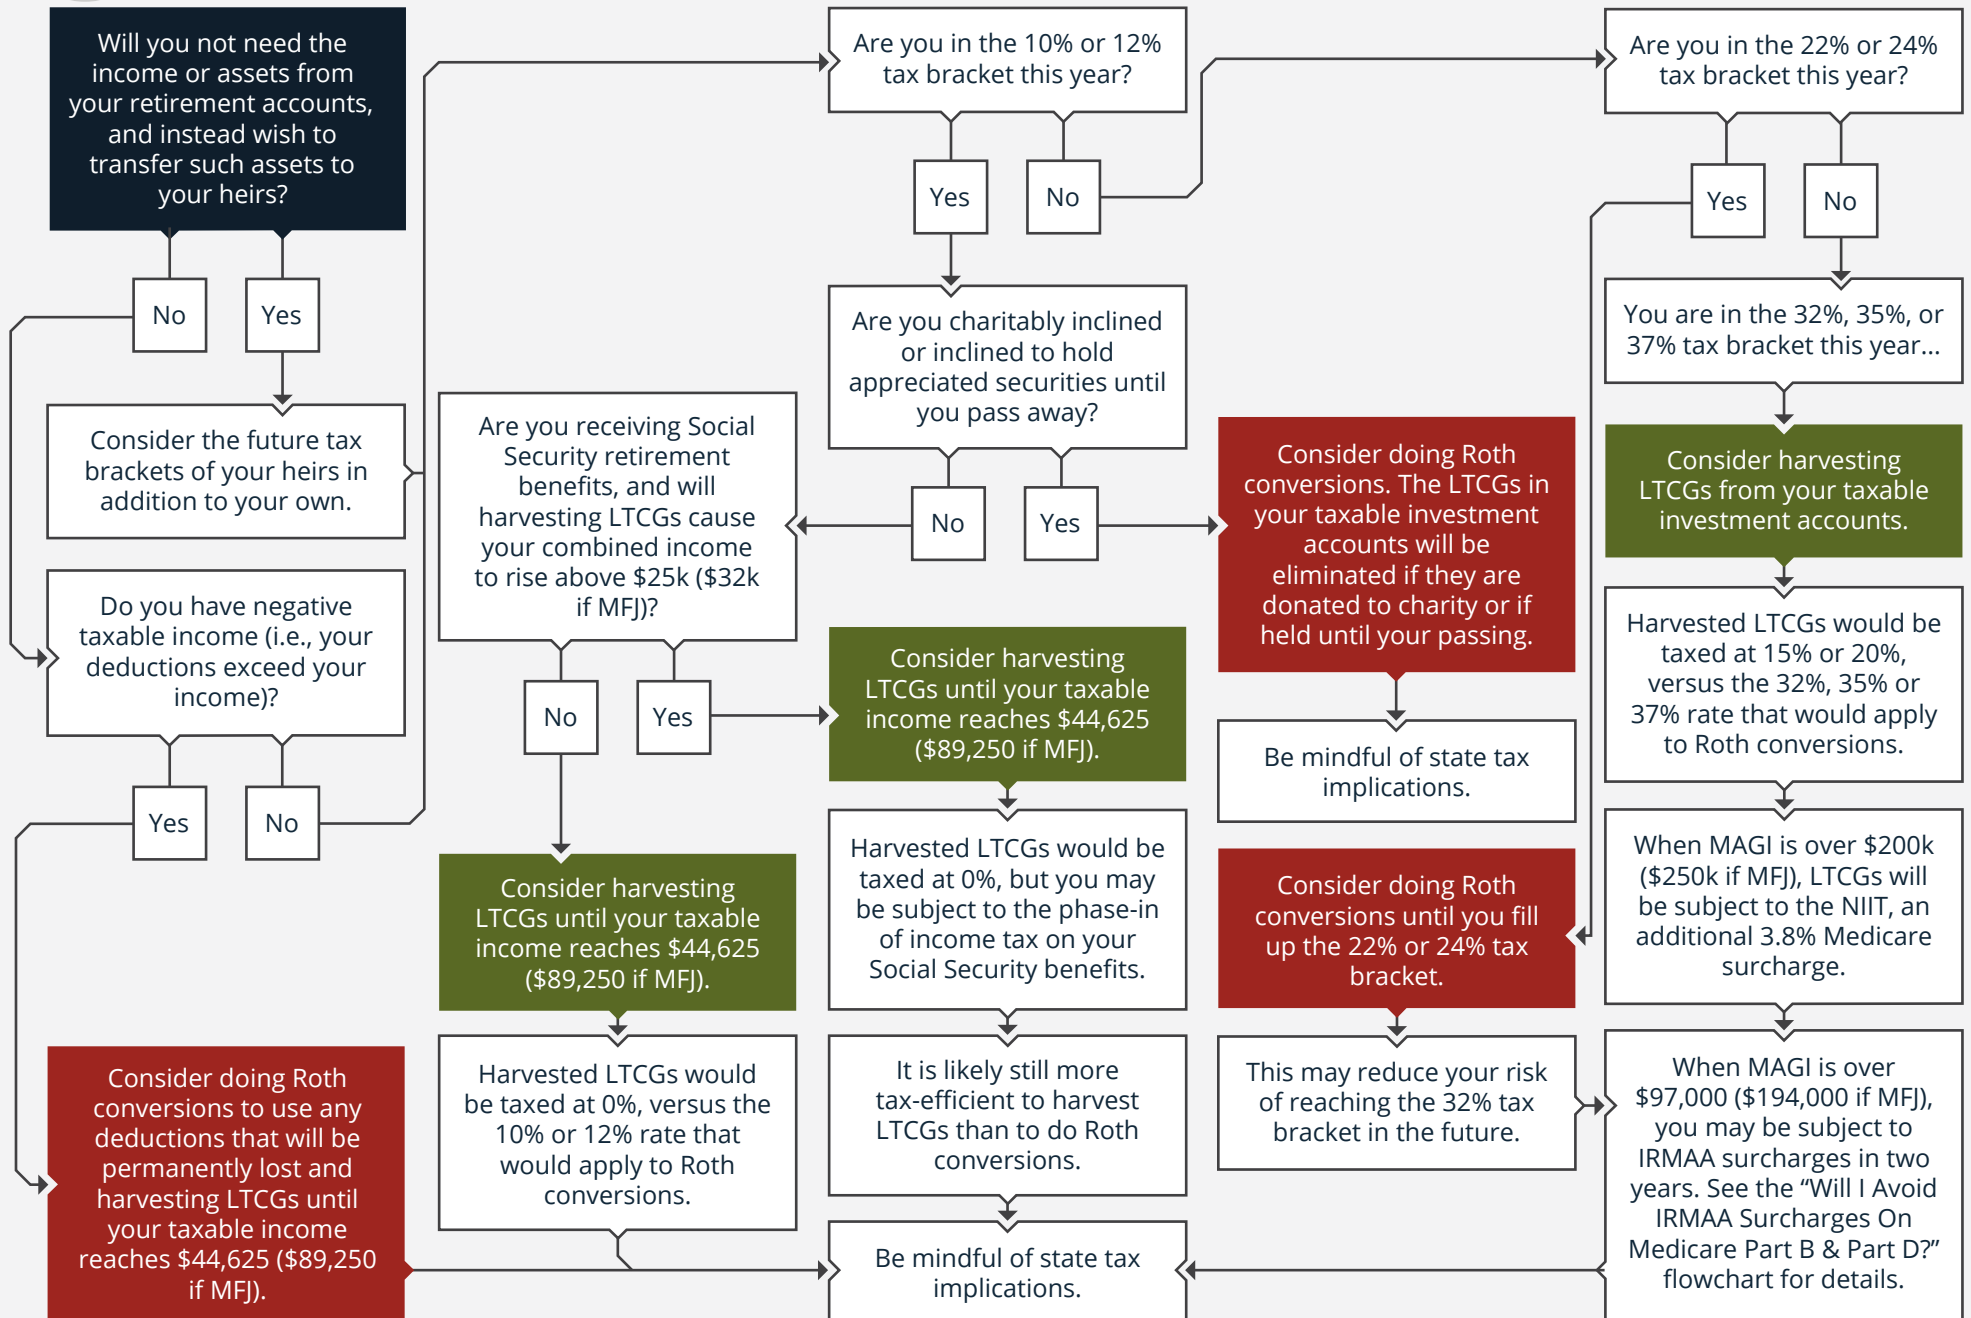 Will you not need the
income or assets from
your retirement accounts,
and instead wish to
transfer such assets to
your heirs?
No
Yes
Consider the future tax
brackets of your heirs in
addition to your own.
Do you have negative
taxable income (i.e., your
deductions exceed your
income)?
Yes
No
Consider doing Roth
conversions to use any
deductions that will be
permanently lost and
harvesting LTCGs until
your taxable income
reaches $44,625 ($89,250
if MFJ).
Are you in the 10% or 12%
tax bracket this year?
Yes
No
Are you charitably inclined
or inclined to hold
appreciated securities until
you pass away?
No
Yes
Are you receiving Social
Security retirement
benefits, and will
harvesting LTCGs cause
your combined income
to rise above $25k ($32k
if MFJ)?
No
Yes
Consider harvesting
LTCGs until your taxable
income reaches $44,625
($89,250 if MFJ).
Harvested LTCGs would
be taxed at 0%, versus the
10% or 12% rate that
would apply to Roth
conversions.
Consider harvesting
LTCGs until your taxable
income reaches $44,625
($89,250 if MFJ).
Harvested LTCGs would be
taxed at 0%, but you may
be subject to the phase-in
of income tax on your
Social Security benefits.
It is likely still more
tax-efficient to harvest
LTCGs than to do Roth
conversions.
Be mindful of state tax
implications.
Consider doing Roth
conversions. The LTCGs in
your taxable investment
accounts will be
eliminated if they are
donated to charity or if
held until your passing.
Be mindful of state tax
implications.
Consider doing Roth
conversions until you fill
up the 22% or 24% tax
bracket.
This may reduce your risk
of reaching the 32% tax
bracket in the future.
Are you in the 22% or 24%
tax bracket this year?
Yes
No
You are in the 32%, 35%, or
37% tax bracket this year...
Consider harvesting
LTCGs from your taxable
investment accounts.
Harvested LTCGs would be
taxed at 15% or 20%,
versus the 32%, 35% or
37% rate that would apply
to Roth conversions.
When MAGI is over $200k
($250k if MFJ), LTCGs will
be subject to the NIIT, an
additional 3.8% Medicare
surcharge.
When MAGI is over
$97,000 ($194,000 if MFJ),
you may be subject to
IRMAA surcharges in two
years. See the “Will I Avoid
IRMAA Surcharges On
Medicare Part B & Part D?”
flowchart for details.